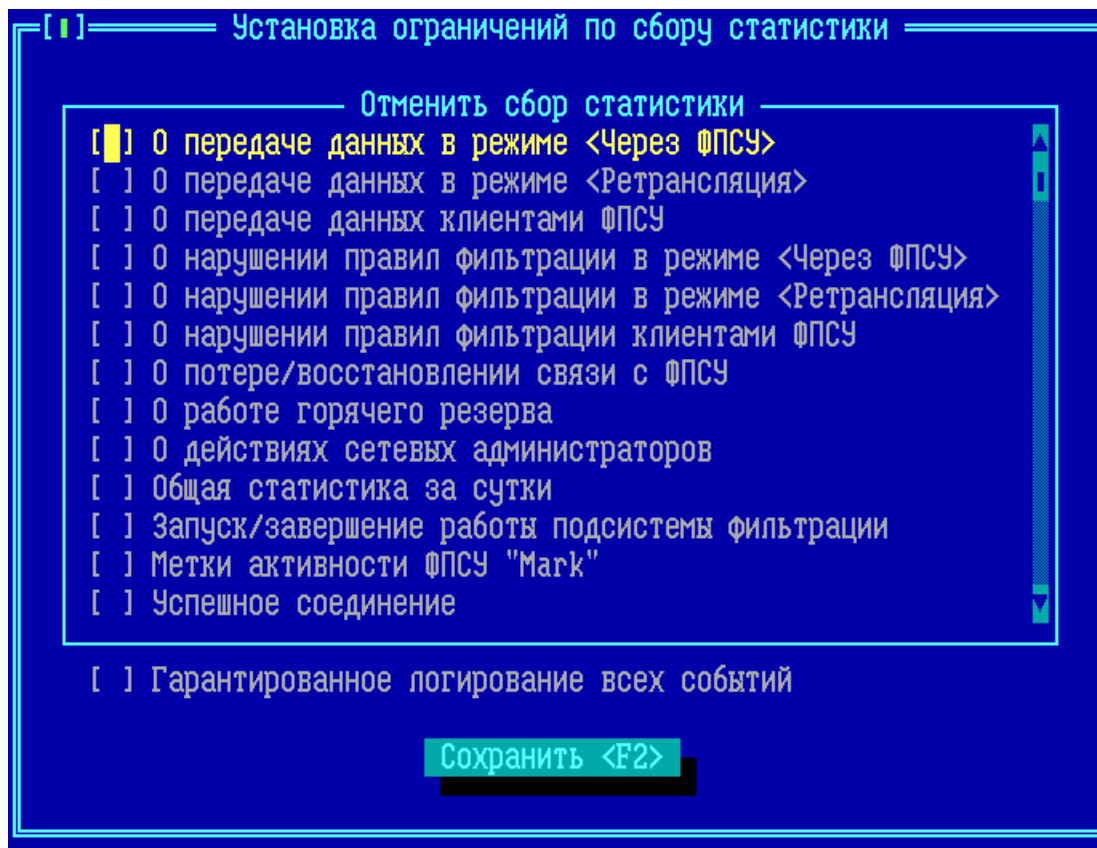 Установка ограничений по сбору статистики
Отменить сбор статистики
[ ] О передаче данных в режиме <Через ФПСУ>
[ ] О передаче данных в режиме <Ретрансляция>
[ ] О передаче данных клиентами ФПСУ
[ ] О нарушении правил фильтрации в режиме <Через ФПСУ>
[ ] О нарушении правил фильтрации в режиме <Ретрансляция>
[ ] О нарушении правил фильтрации клиентами ФПСУ
[ ] О потере/восстановлении связи с ФПСУ
[ ] О работе горячего резерва
[ ] О действиях сетевых администраторов
[ ] Общая статистика за сутки
[ ] Запуск/завершение работы подсистемы фильтрации
[ ] Метки активности ФПСУ "Mark"
[ ] Успешное соединение
[ ] Гарантированное логирование всех событий
Сохранить <F2>